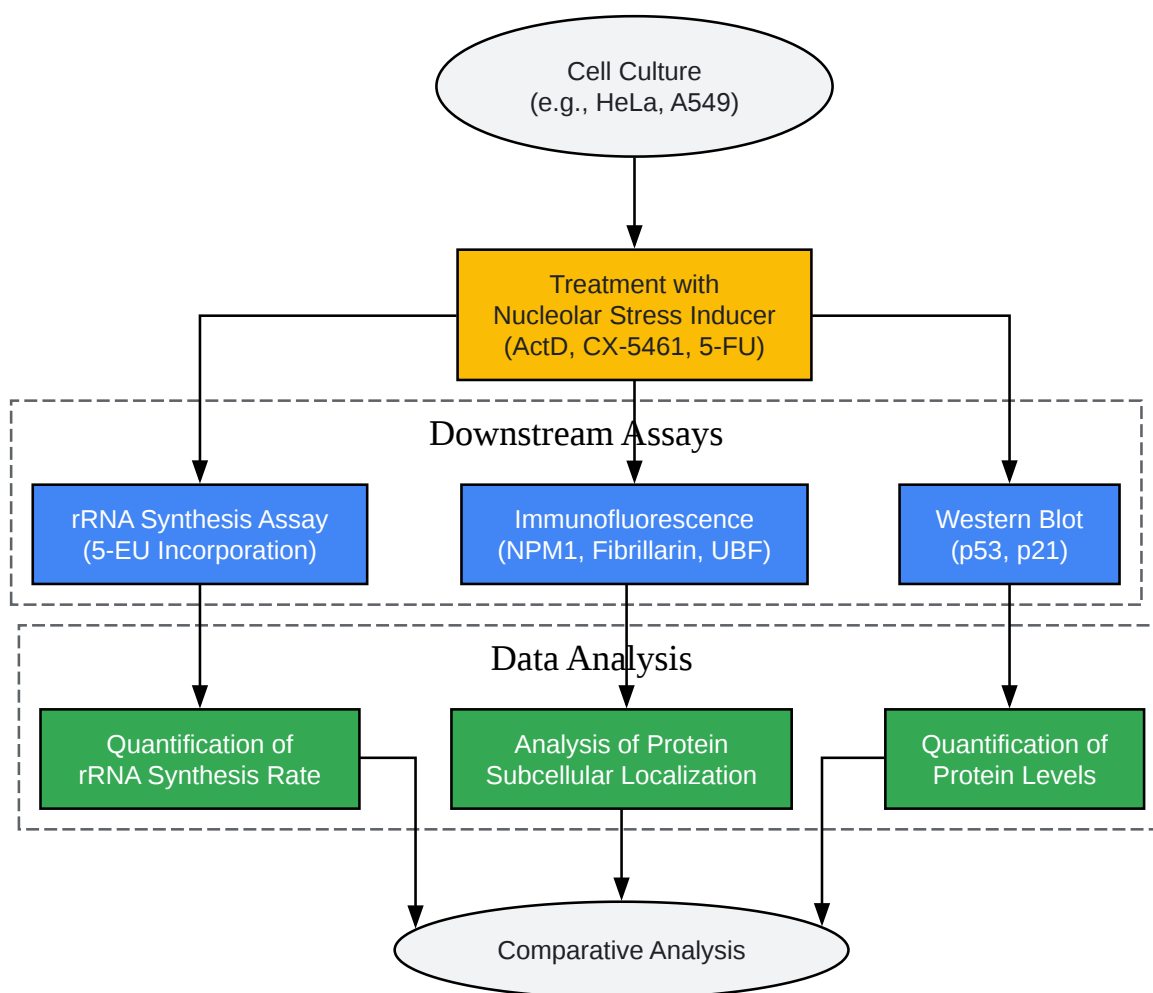 Cell Culture
(e.g., HeLa, A549)
Treatment with
Nucleolar Stress Inducer
(ActD, CX-5461, 5-FU)
Downstream Assays
rRNA Synthesis Assay
(5-EU Incorporation)
Immunofluorescence
(NPM1, Fibrillarin, UBF)
Western Blot
(p53, p21)
Data Analysis
Quantification of
rRNA Synthesis Rate
Analysis of Protein
Subcellular Localization
Quantification of
Protein Levels
Comparative Analysis